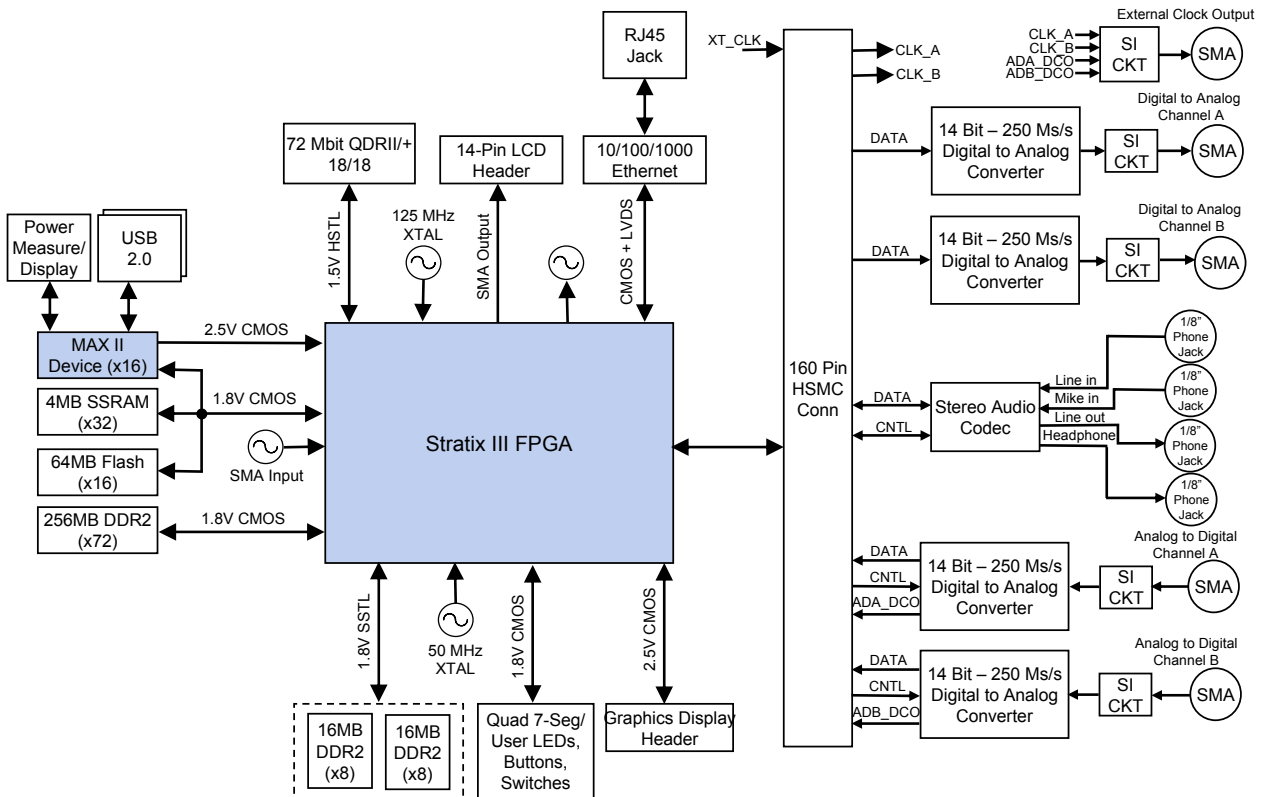 External Clock Output
RJ45
Jack
XT_CLK
CLK_A
CLK_B
CLK_A
CLK_B
ADA_DCO
ADB_DCO
SI
CKT
SMA
Digital to Analog
Channel A
72 Mbit QDRII/+
18/18
14-Pin LCD
Header
10/100/1000
Ethernet
DATA
14 Bit – 250 Ms/s
Digital to Analog
Converter
SI
CKT
SMA
Power
Measure/
Display
USB
2.0
1.5V HSTL
125 MHz
XTAL
SMA Output
CMOS + LVDS
Digital to Analog
Channel B
DATA
14 Bit – 250 Ms/s
Digital to Analog
Converter
SI
CKT
SMA
MAX II
Device (x16)
2.5V CMOS
4MB SSRAM
(x32)
1.8V CMOS
SMA Input
64MB Flash
(x16)
256MB DDR2
(x72)
1.8V CMOS
Stratix III FPGA
160 Pin
HSMC
Conn
DATA
CNTL
Stereo Audio
Codec
Line in
Mike in
Line out
Headphone
1/8”
Phone
Jack
1/8”
Phone
Jack
1/8”
Phone
Jack
1/8”
Phone
Jack
Analog to Digital
Channel A
DATA
CNTL
ADA_DCO
14 Bit – 250 Ms/s
Digital to Analog
Converter
SI
CKT
SMA
1.8V SSTL
50 MHz
XTAL
1.8V CMOS
2.5V CMOS
Analog to Digital
Channel B
DATA
CNTL
ADB_DCO
14 Bit – 250 Ms/s
Digital to Analog
Converter
SI
CKT
SMA
16MB
DDR2
(x8)
16MB
DDR2
(x8)
Quad 7-Seg/
User LEDs,
Buttons,
Switches
Graphics Display
Header